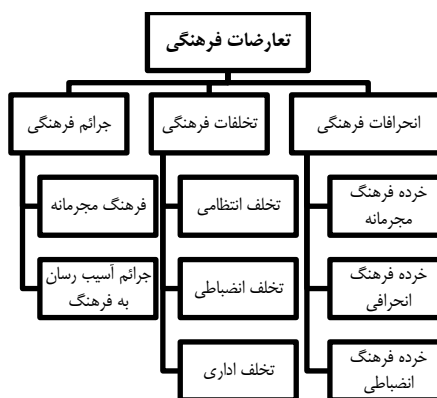 تعارضات فرهنگی
انحرافات فرهنگی
تخلفات فرهنگی
جرائم فرهنگی
خرده فرهنگ
مجرمانه
خرده فرهنگ
انحرافی
خرده فرهنگ
انضباطی
تخلف انتظامی
تخلف انضباطی
تخلف اداری
فرهنگ مجرمانه
جرائم آسیب رسان
به فرهنگ